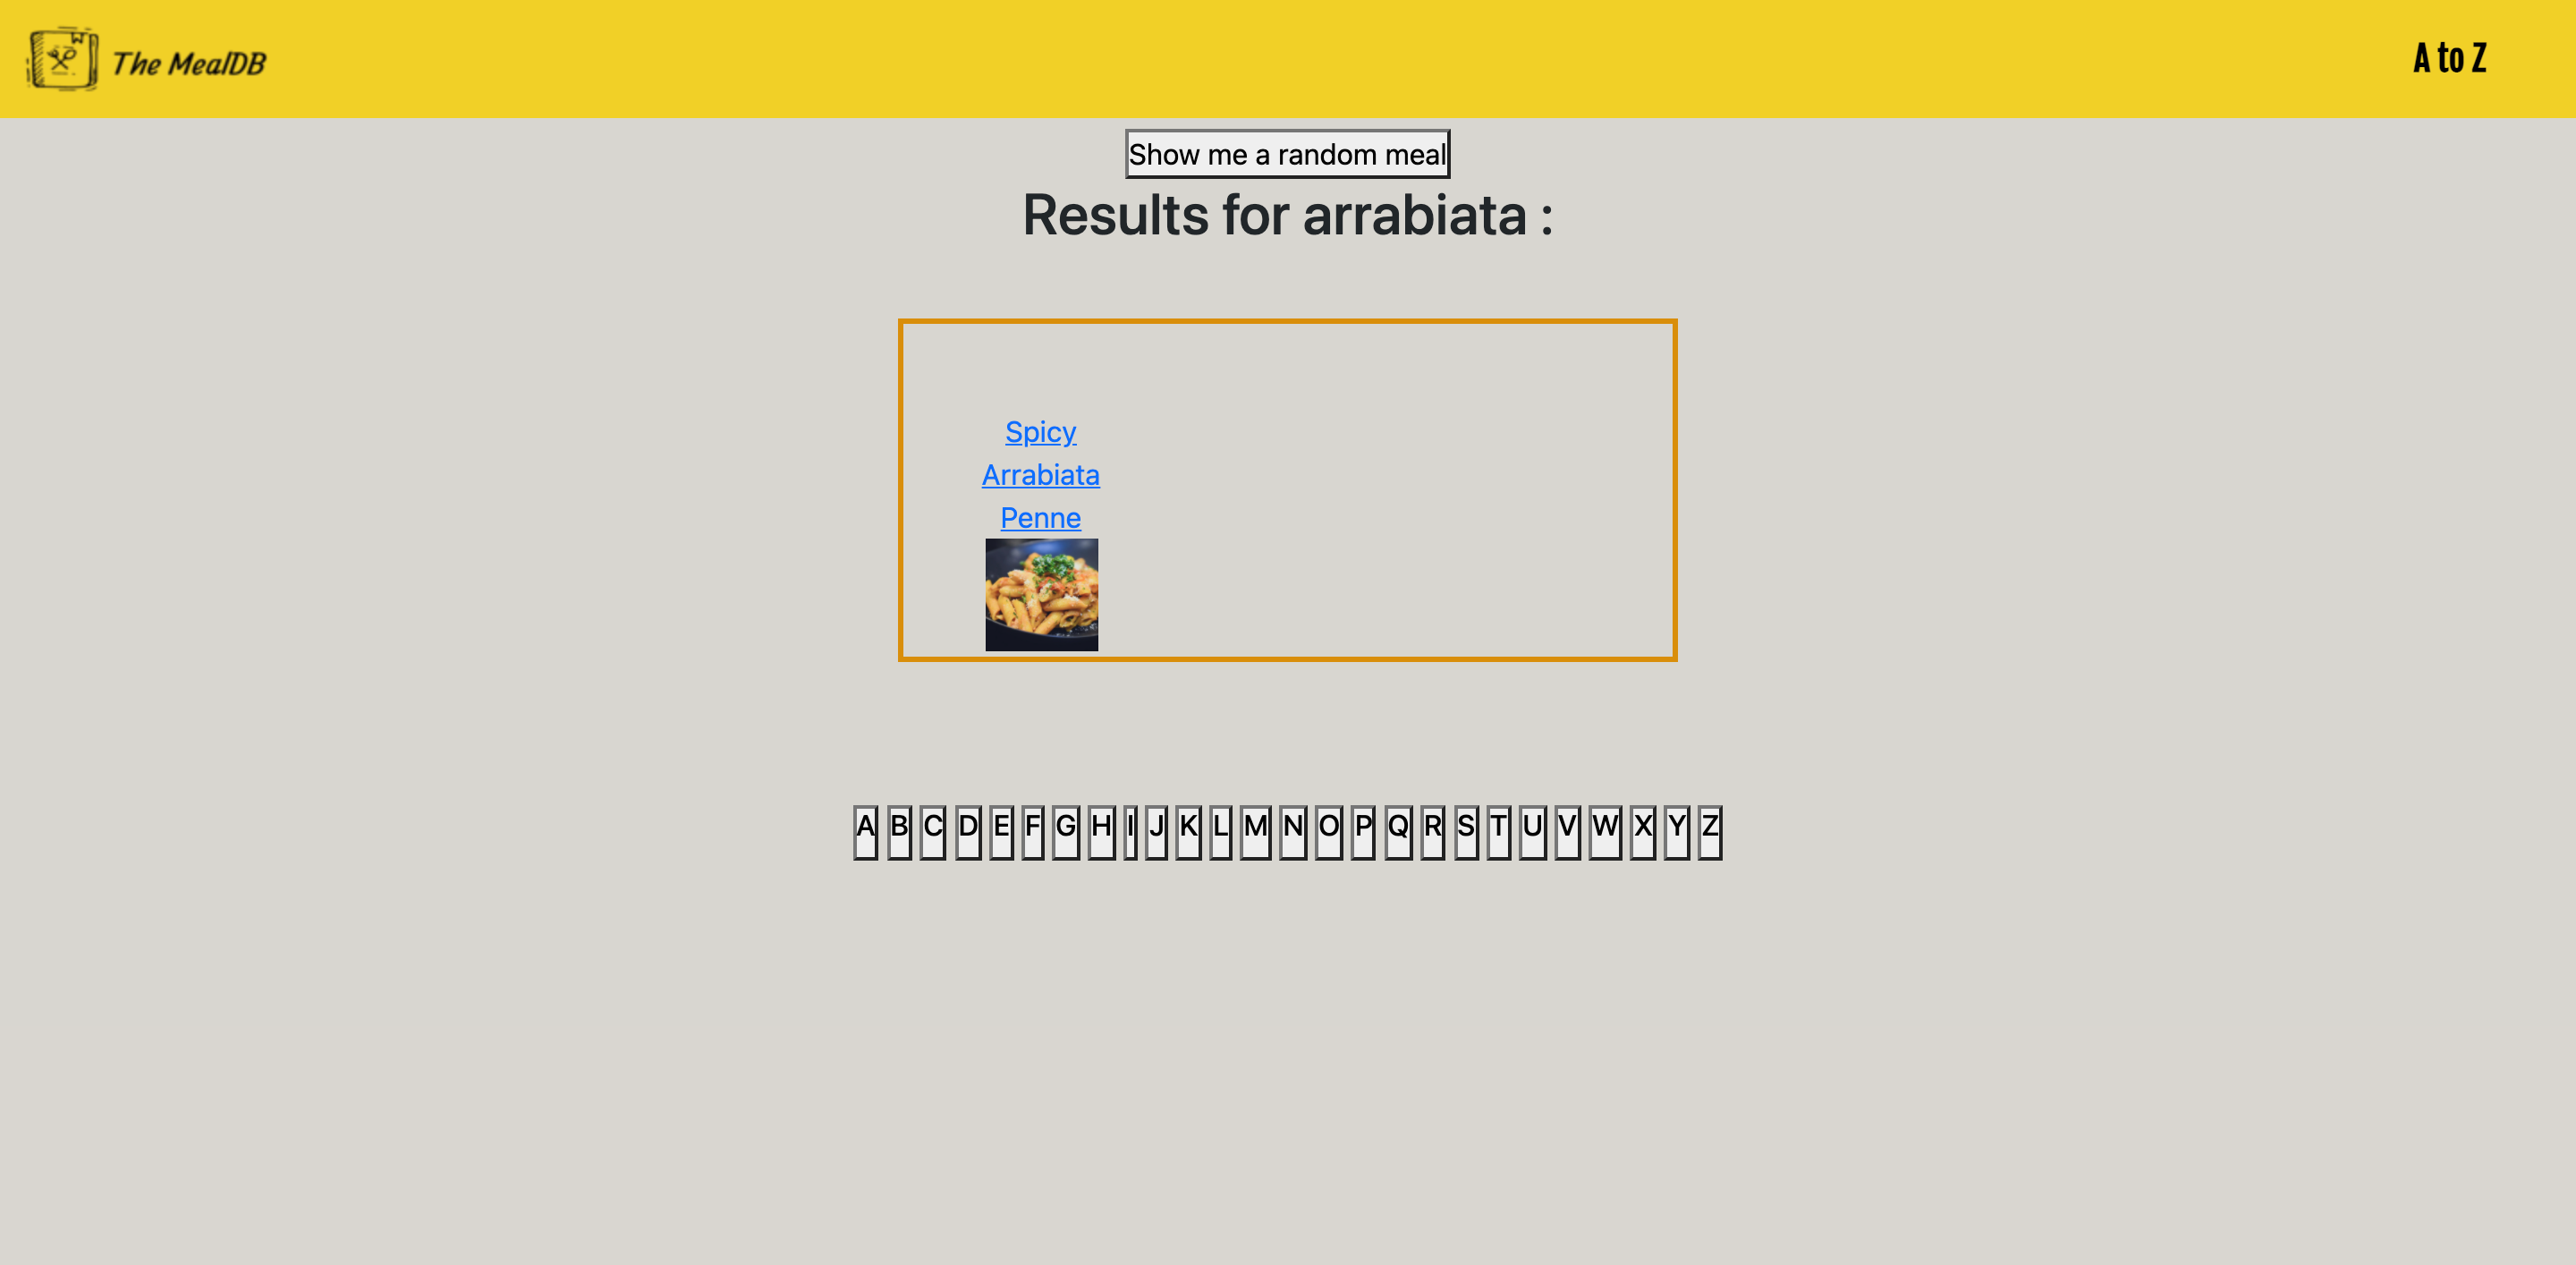 The MealDB
A to Z
Show me a random meal
Results for arrabiata :
Spicy
Arrabiata
Penne
A B C D E F G H I J K L M N O P Q R S T U V W X Y Z